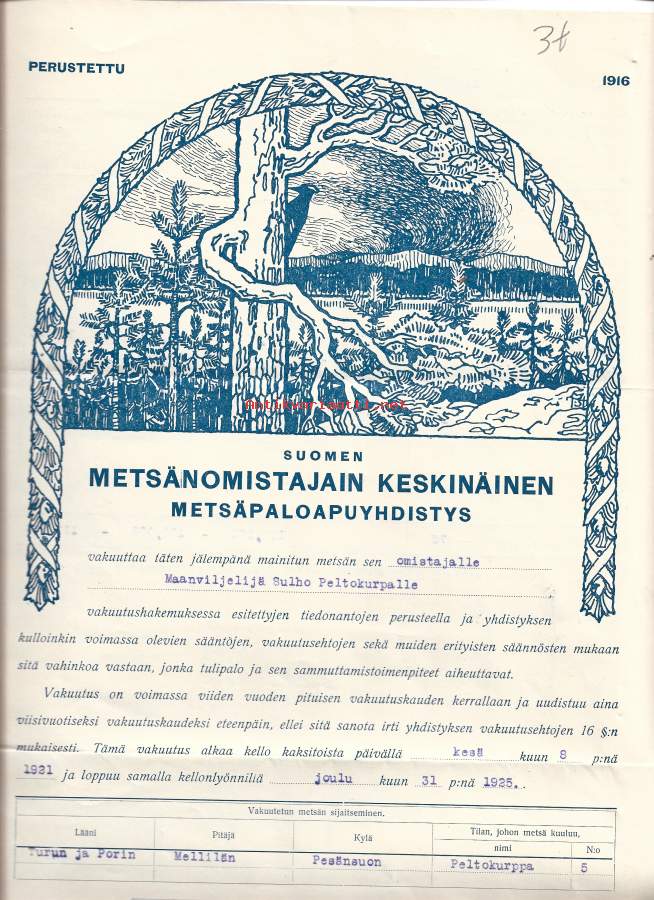 3t
PERUSTETTU 1916
Antikvariaatti.net
SUOMEN
METSÄNOMISTAJAIN KESKINÄINEN
METSÄPALOAPUYHDISTYS
vakuuttaa täten jälempänä mainitun metsän sen omistajalle
Maanviljelijä Sulho Peltokurpalle
vakuutushakemuksessa esitettyjen tiedonantojen perusteella ja yhdistyksen
kulloinkin voimassa olevien sääntöjen, vakuutusehtojen sekä muiden erityisten säännösten mukaan
sitä vahinkoa vastaan, jonka tulipalo ja sen sammuttamistoimenpiteet aiheuttavat.
Vakuutus on voimassa viiden vuoden pituisen vakuutuskauden kerrallaan ja uudistuu aina
viisivuotiseksi vakuutuskaudeksi eteenpäin, ellei sitä sanota irti yhdistyksen vakuutusehtojen 16 §:n
mukaisesti. Tämä vakuutus alkaa kello kaksitoista päivällä kesä kuun 8 p:nä
1921 ja loppuu samalla kellonlyönnillä joulu kuun 31 p:nä 1925.
Vakuutetun metsän sijaitseminen.
Lääni Pitäjä Kylä Tilan, johon metsä kuuluu,
nimi N:o
Turun ja Porin Mellilän Pesänsuon Peltokurppa 5